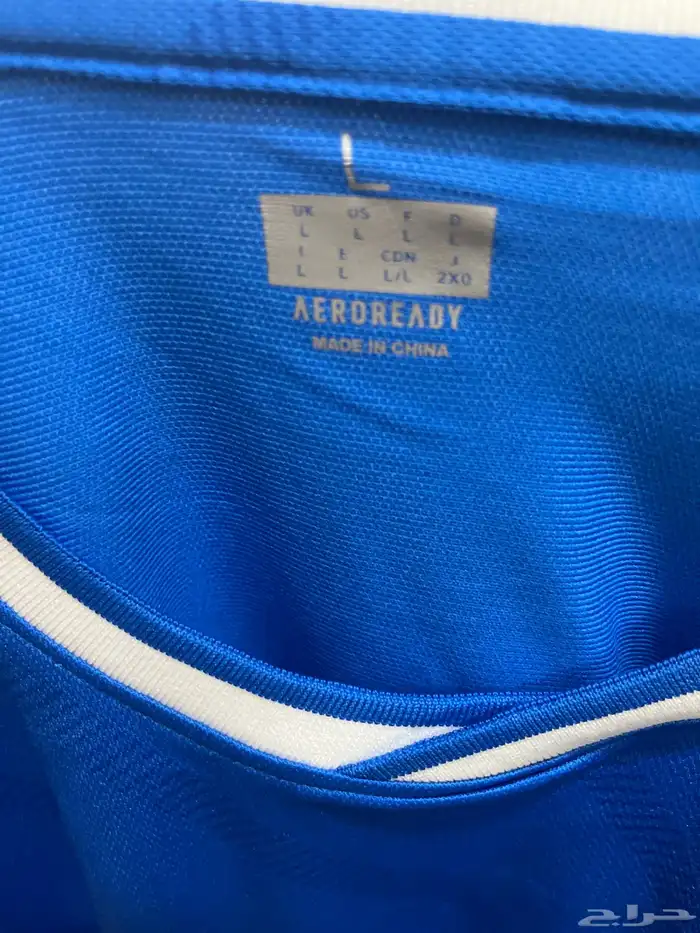 L
UK US F D
L L L L
I E CDN J
L L L/L 2XO
AEROREADY
MADE IN CHINA
حراج